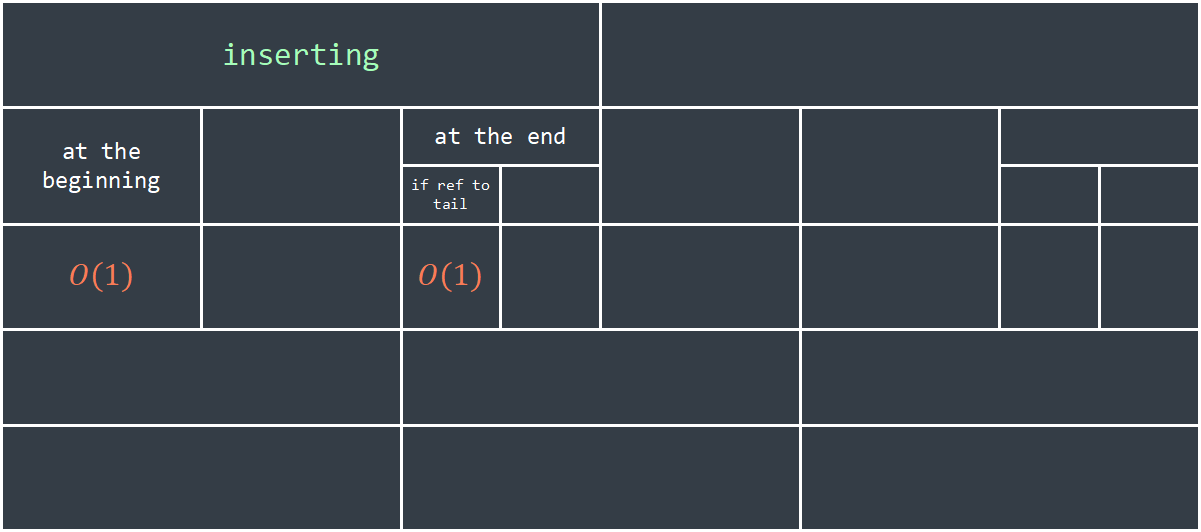 inserting
at the
beginning
at the end
if ref to
tail
O(1)
O(1)